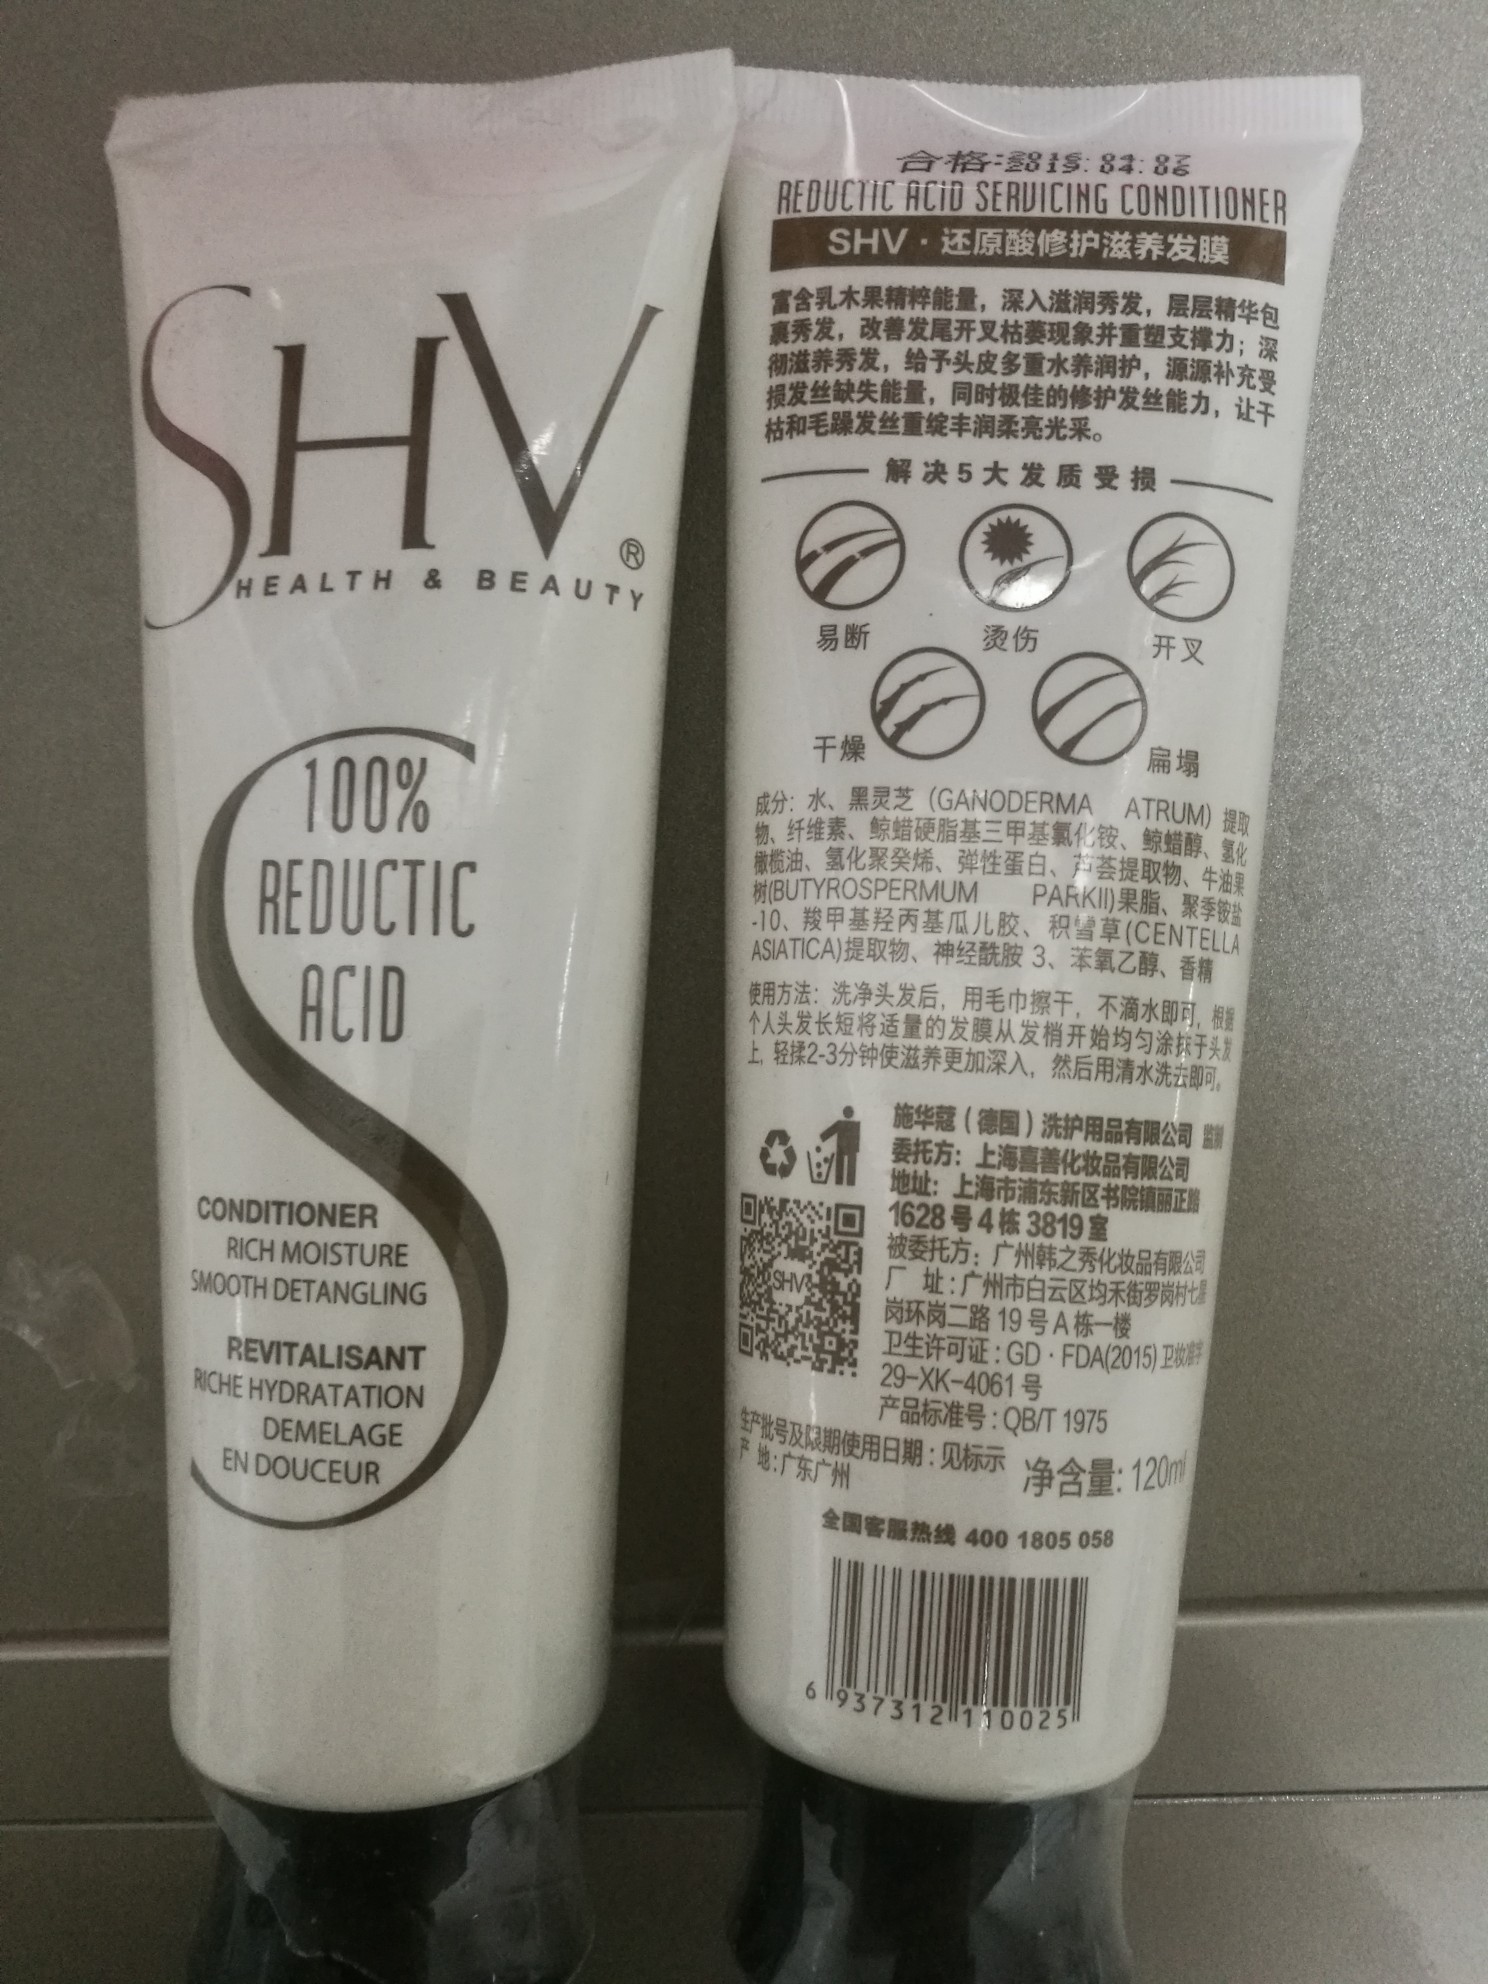 SHV®
HEALTH & BEAUTY
100%
REDUCTIC
ACID
CONDITIONER
RICH MOISTURE
SMOOTH DETANGLING
REVITALISANT
RICHE HYDRATATION
DEMELAGE
EN DOUCEUR
合格:
REDUCTIC ACID SERVICING CONDITIONER
SHV·还原酸修护滋养发膜
富含乳木果精粹能量，深入滋润秀发，层层精华包
裹秀发，改善发尾开叉枯萎现象并重塑支撑力；深
彻滋养秀发，给予头皮多重水养润护，源源补充受
损发丝缺失能量，同时极佳的修护发丝能力，让干
枯和毛躁发丝重绽丰润柔亮光采。
解决5大发质受损
易断 烫伤 开叉
干燥 扁塌
成分：水、黑灵芝（GANODERMA ATRUM）提取
物、纤维素、鲸蜡硬脂基三甲基氯化铵、鲸蜡醇、氢化
橄榄油、氢化聚癸烯、弹性蛋白、芦荟提取物、牛油果
树(BUTYROSPERMUM PARKII)果脂、聚季铵盐
-10、羧甲基羟丙基瓜儿胶、积雪草(CENTELLA
ASIATICA)提取物、神经酰胺 3、苯氧乙醇、香精
使用方法：洗净头发后，用毛巾擦干，不滴水即可，根据
个人头发长短将适量的发膜从发梢开始均匀涂抹于头发
上，轻揉2-3分钟使滋养更加深入，然后用清水洗去即可。
施华蔻（德国）洗护用品有限公司 监制
委托方：上海喜善化妆品有限公司
地址：上海市浦东新区书院镇丽正路
1628号4栋3819室
被委托方：广州韩之秀化妆品有限公司
厂 址：广州市白云区均禾街罗岗村七星
岗环岗二路19号A栋一楼
卫生许可证：GD·FDA(2015)卫妆准字
29-XK-4061号
产品标准号：QB/T 1975
SHV
生产批号及限期使用日期：见标示
产 地：广东广州
净含量：120ml
全国客服热线 400 1805 058
6 937312 110025